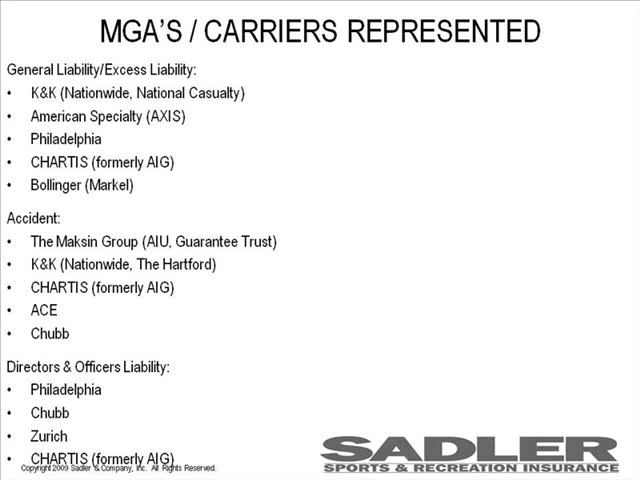 MGA'S / CARRIERS REPRESENTED
General Liability/Excess Liability:
• K&K (Nationwide, National Casualty)
• American Specialty (AXIS)
• Philadelphia
• CHARTIS (formerly AIG)
• Bollinger (Markel)
Accident:
• The Maksin Group (AIU, Guarantee Trust)
• K&K (Nationwide, The Hartford)
• CHARTIS (formerly AIG)
• ACE
• Chubb
Directors & Officers Liability:
• Philadelphia
• Chubb
• Zurich
• CHARTIS (formerly AIG)
Copyright 2009 Sadler & Company, Inc. All Rights Reserved.
SADLER
SPORTS & RECREATION INSURANCE